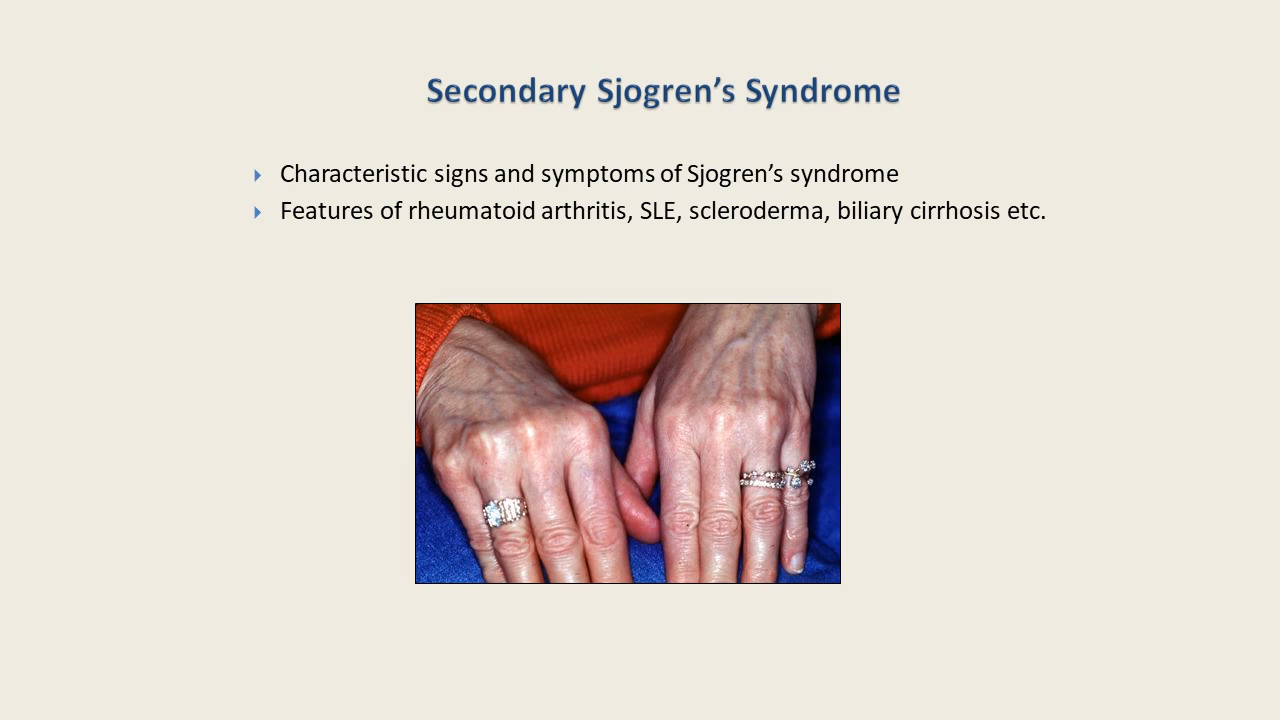 Secondary Sjogren’s Syndrome
Characteristic signs and symptoms of Sjogren’s syndrome
Features of rheumatoid arthritis, SLE, scleroderma, biliary cirrhosis etc.